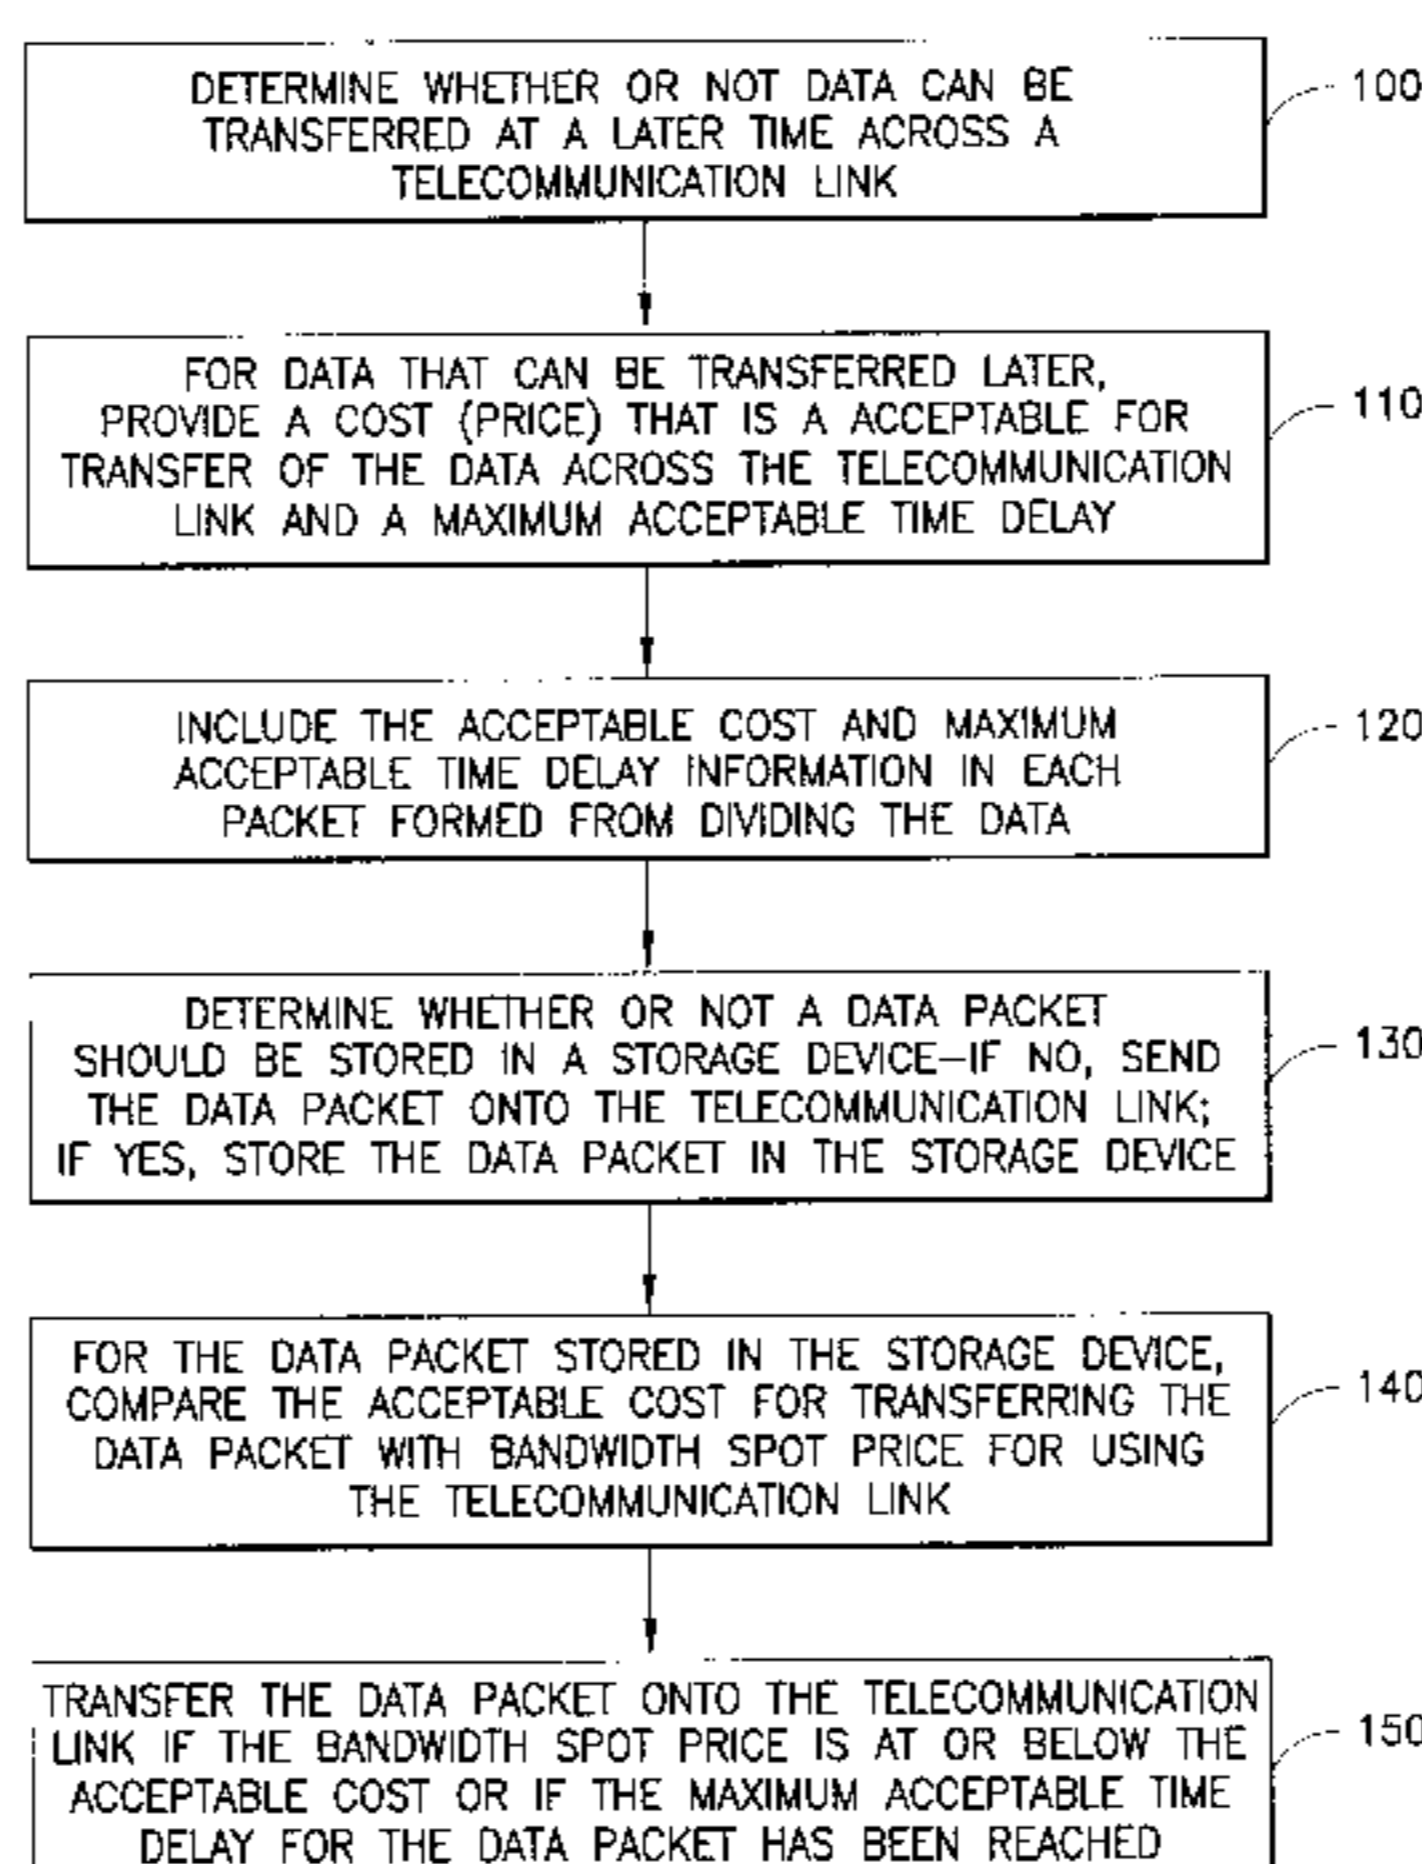 DETERMINE WHETHER OR NOT DATA CAN BE
TRANSFERRED AT A LATER TIME ACROSS A
TELECOMMUNICATION LINK
100
FOR DATA THAT CAN BE TRANSFERRED LATER,
PROVIDE A COST (PRICE) THAT IS A ACCEPTABLE FOR
TRANSFER OF THE DATA ACROSS THE TELECOMMUNICATION
LINK AND A MAXIMUM ACCEPTABLE TIME DELAY
110
INCLUDE THE ACCEPTABLE COST AND MAXIMUM
ACCEPTABLE TIME DELAY INFORMATION IN EACH
PACKET FORMED FROM DIVIDING THE DATA
120
DETERMINE WHETHER OR NOT A DATA PACKET
SHOULD BE STORED IN A STORAGE DEVICE—IF NO, SEND
THE DATA PACKET ONTO THE TELECOMMUNICATION LINK;
IF YES, STORE THE DATA PACKET IN THE STORAGE DEVICE
130
FOR THE DATA PACKET STORED IN THE STORAGE DEVICE,
COMPARE THE ACCEPTABLE COST FOR TRANSFERRING THE
DATA PACKET WITH BANDWIDTH SPOT PRICE FOR USING
THE TELECOMMUNICATION LINK
140
TRANSFER THE DATA PACKET ONTO THE TELECOMMUNICATION
LINK IF THE BANDWIDTH SPOT PRICE IS AT OR BELOW THE
ACCEPTABLE COST OR IF THE MAXIMUM ACCEPTABLE TIME
DELAY FOR THE DATA PACKET HAS BEEN REACHED
150